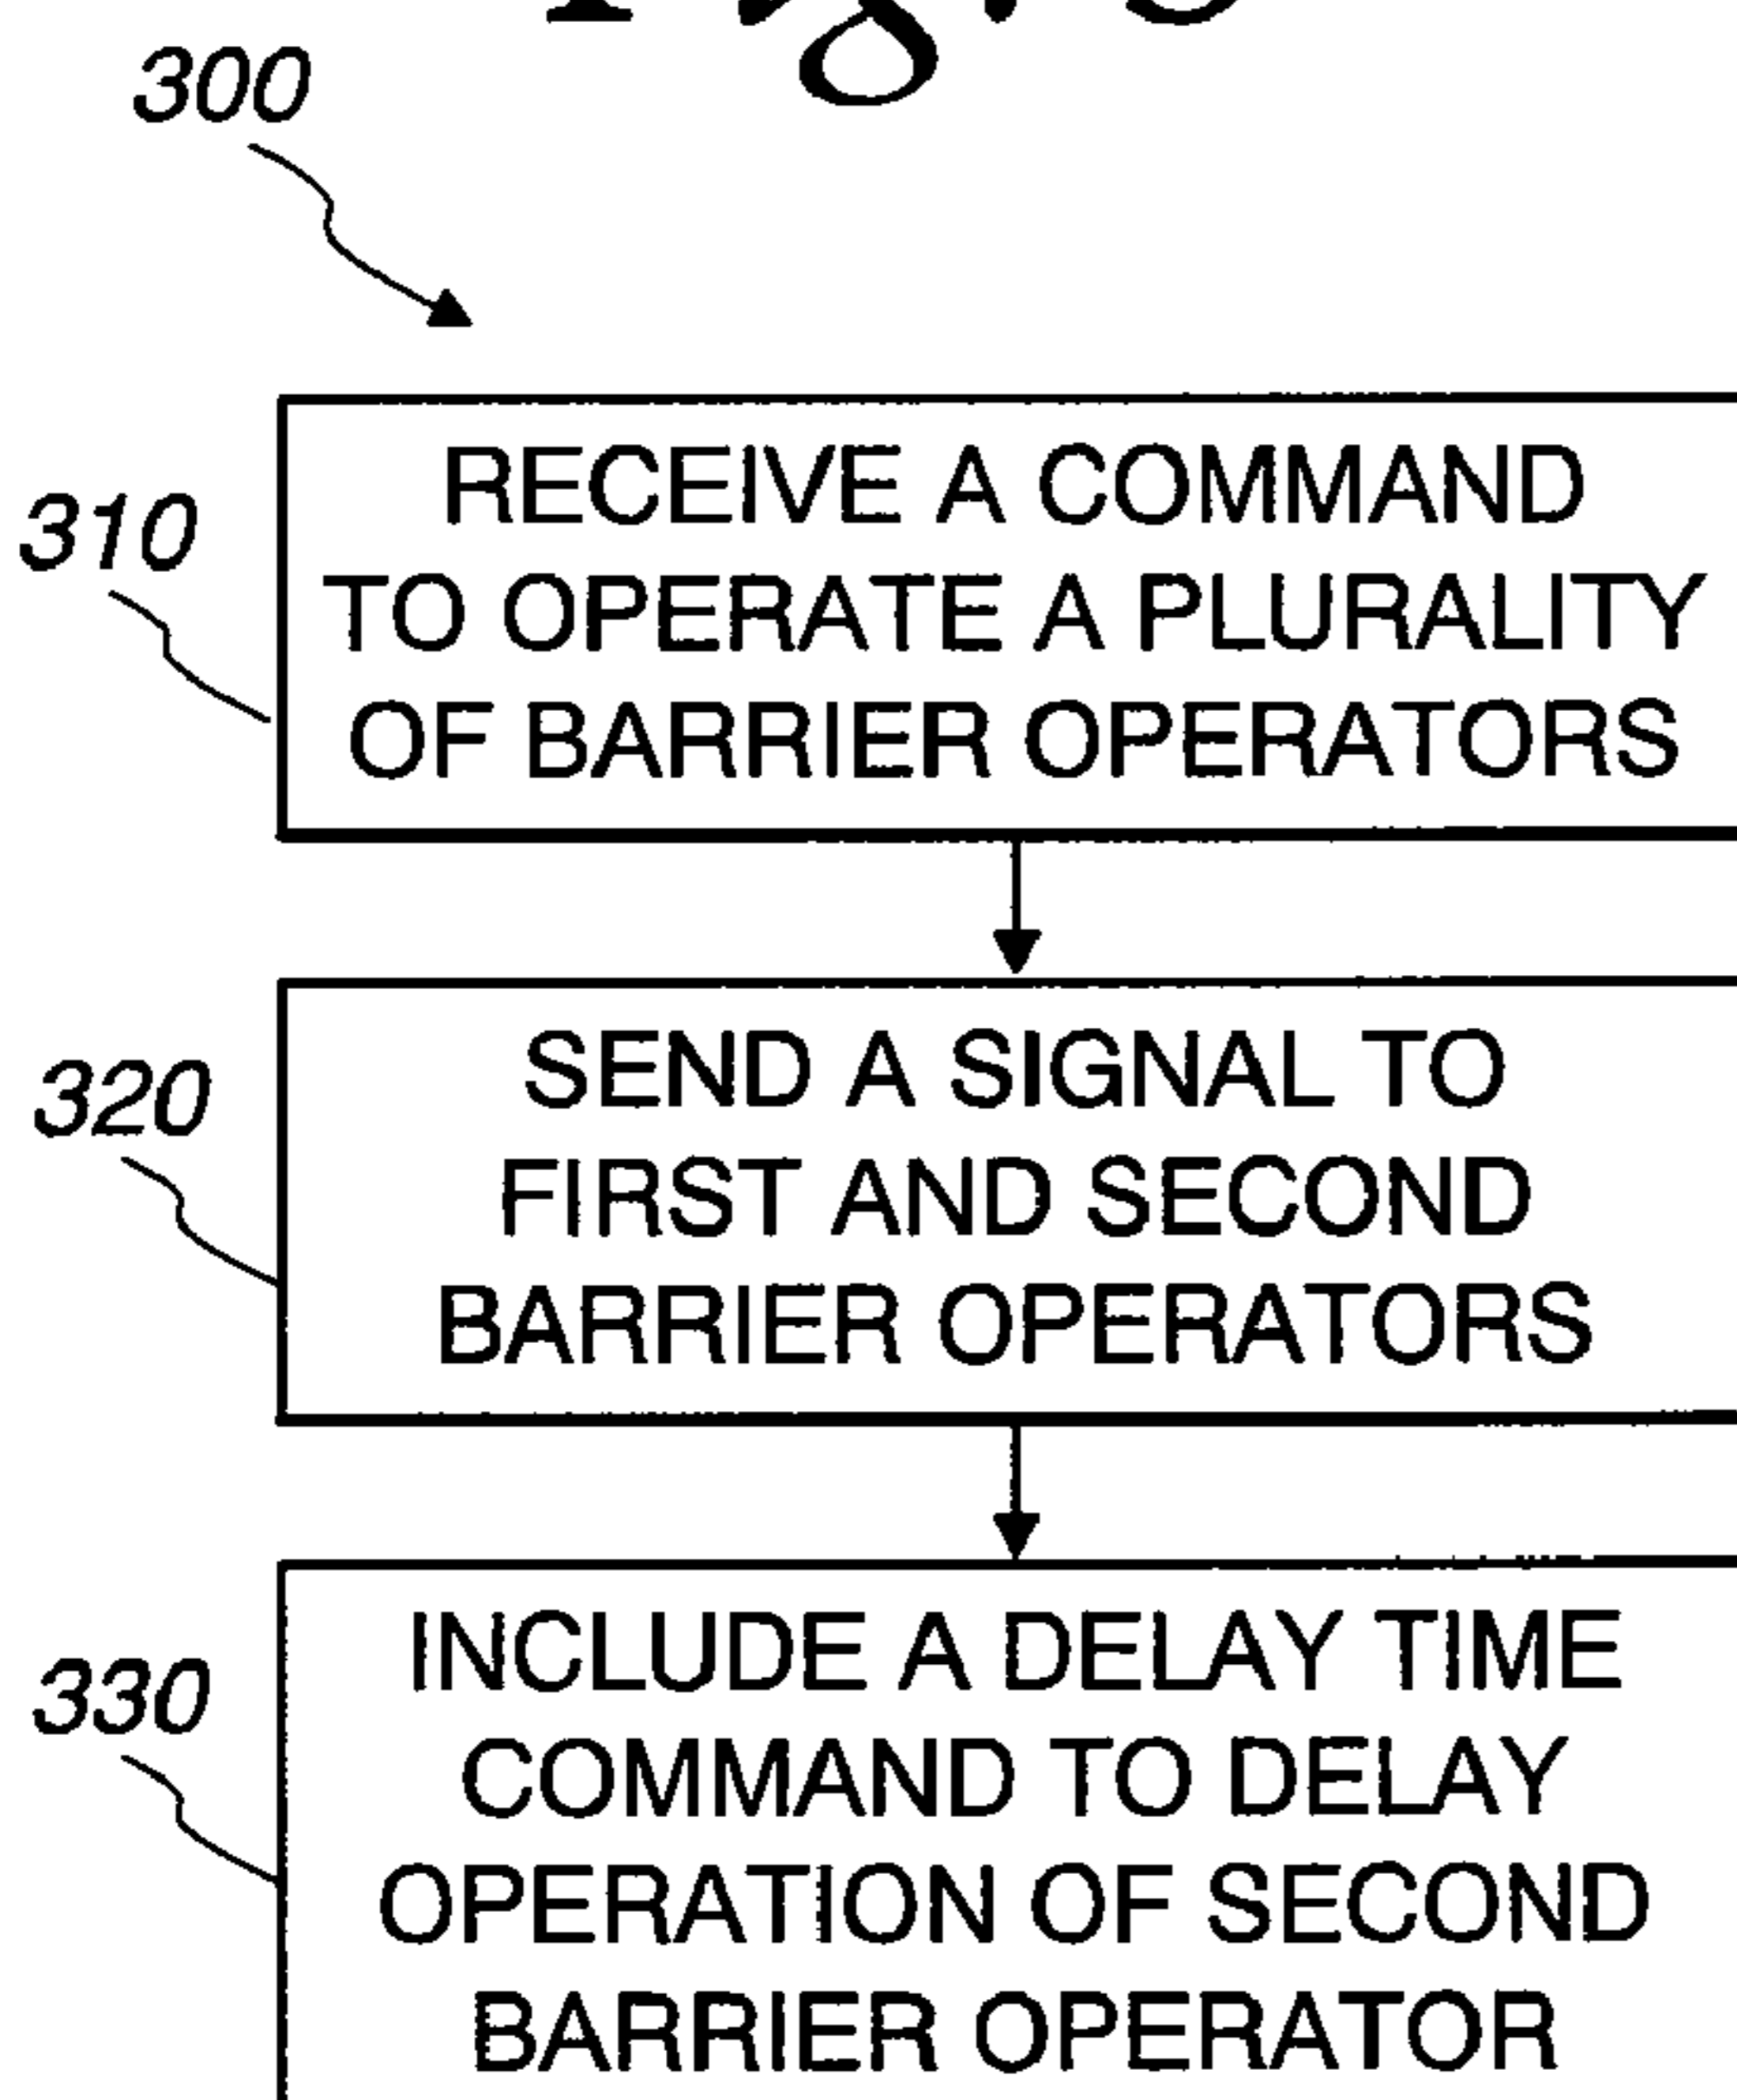 300
310
RECEIVE A COMMAND
TO OPERATE A PLURALITY
OF BARRIER OPERATORS
320
SEND A SIGNAL TO
FIRST AND SECOND
BARRIER OPERATORS
330
INCLUDE A DELAY TIME
COMMAND TO DELAY
OPERATION OF SECOND
BARRIER OPERATOR